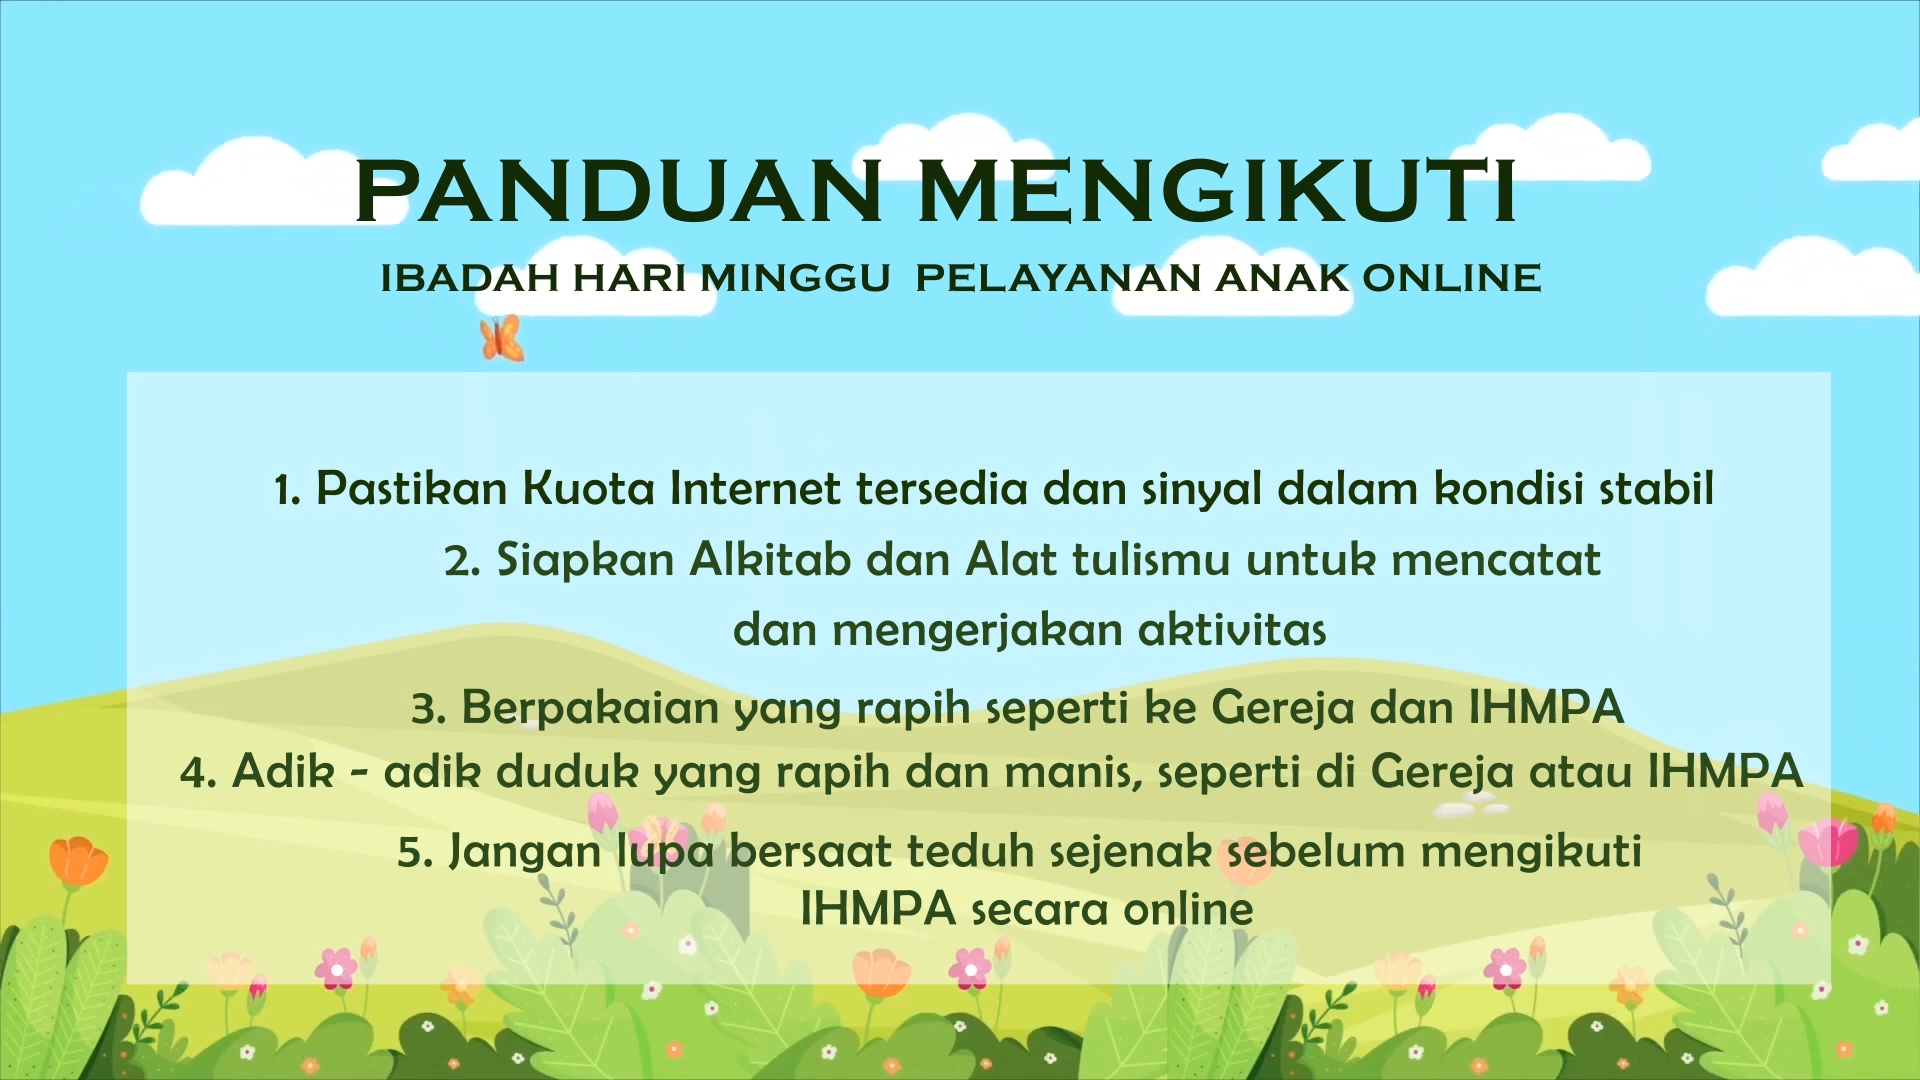 PANDUAN MENGIKUTI
IBADAH HARI MINGGU PELAYANAN ANAK ONLINE
1. Pastikan Kuota Internet tersedia dan sinyal dalam kondisi stabil
2. Siapkan Alkitab dan Alat tulismu untuk mencatat
dan mengerjakan aktivitas
3. Berpakaian yang rapih seperti ke Gereja dan IHMPA
4. Adik - adik duduk yang rapih dan manis, seperti di Gereja atau IHMPA
5. Jangan lupa bersaat teduh sejenak sebelum mengikuti
IHMPA secara online